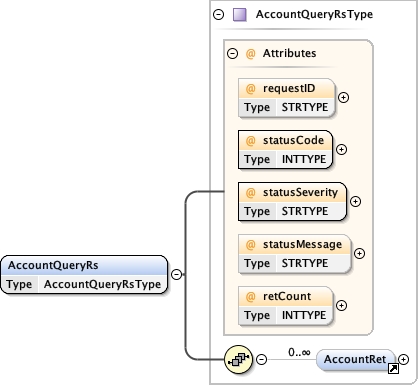 AccountQueryRsType
@ Attributes
@ requestID
Type STRTYPE
@ statusCode
Type INTTYPE
@ statusSeverity
Type STRTYPE
@ statusMessage
Type STRTYPE
AccountQueryRs
Type AccountQueryRsType
@ retCount
Type INTTYPE
0..∞
AccountRet